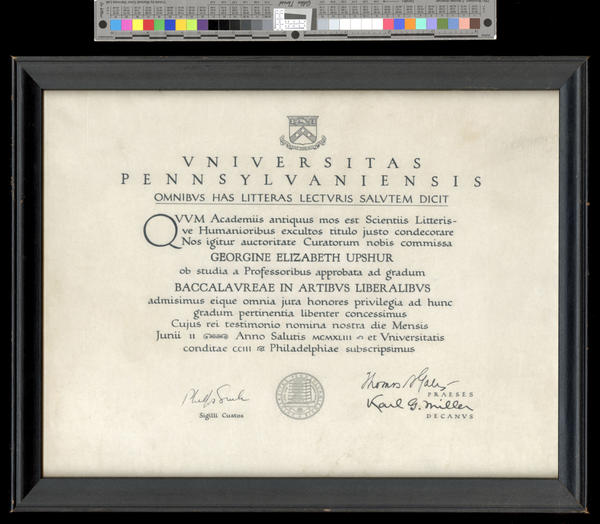 VNIVERSITAS
PENNSYLVANIENSIS
OMNIBVS HAS LITTERAS LECTVRIS SALVTEM DICIT
QVVM Academiis antiquus mos est Scientiis Litteris-
ve Humanioribus excultos titulo justo condecorare
Nos igitur auctoritate Curatorum nobis commissa
GEORGINE ELIZABETH UPSHUR
ob studia a Professoribus approbata ad gradum
BACCALAVREAE IN ARTIBVS LIBERALIBVS
admisimus eique omnia jura honores privilegia ad hunc
gradum pertinentia libenter concessimus
Cujus rei testimonio nomina nostra die Mensis
Junii 11 Anno Salutis MCMXLIII et Vniversitatis
conditae CCIII Philadelphiae subscripsimus
Thomas S Gates
PRAESES
Karl G. Miller
DECANVS
Sigilli Custos